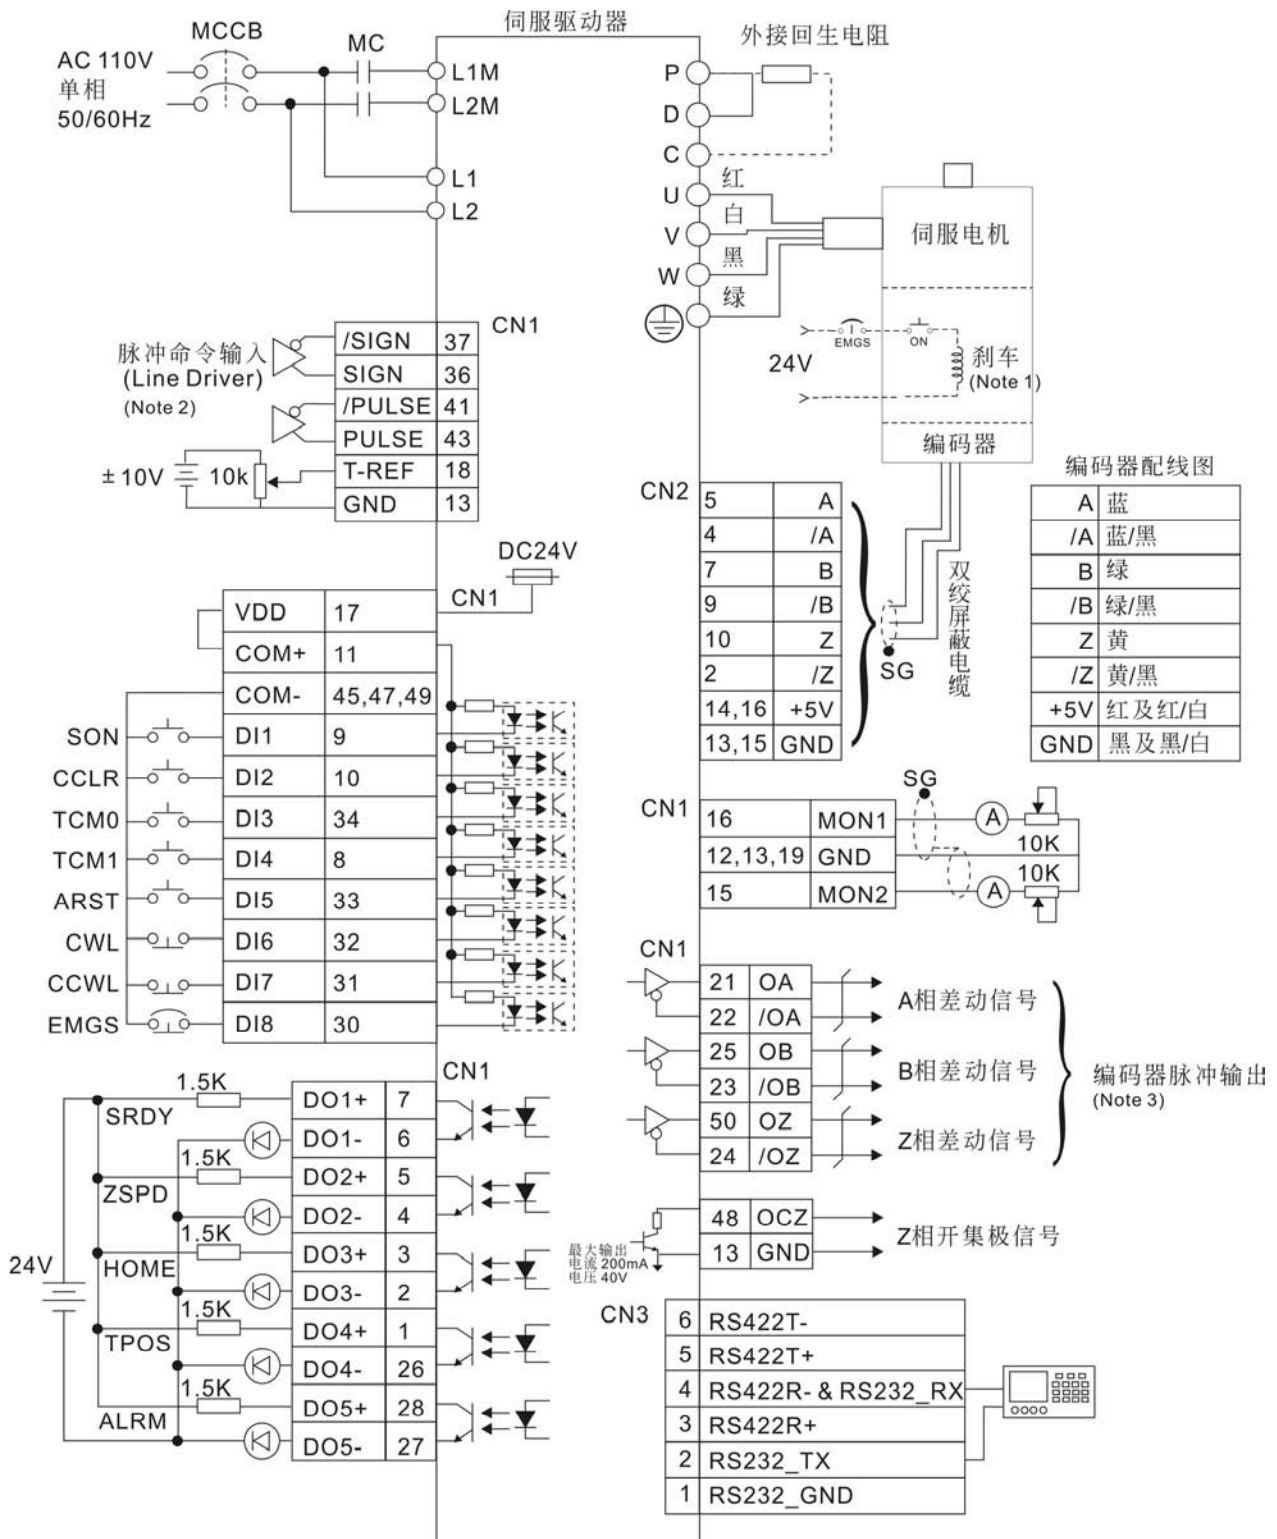 伺服驱动器
MCCB
MC
AC 110V
单相
50/60Hz
L1M
L2M
L1
L2
外接回生电阻
P
D
C
U
V
W
红
白
黑
绿
伺服电机
24V
EMGS
ON
刹车
(Note 1)
编码器
CN1
脉冲命令输入
(Line Driver)
(Note 2)
/SIGN 37
SIGN 36
/PULSE 41
PULSE 43
T-REF 18
GND 13
± 10V
10k
DC24V
CN1
VDD 17
COM+ 11
COM- 45,47,49
SON DI1 9
CCLR DI2 10
TCM0 DI3 34
TCM1 DI4 8
ARST DI5 33
CWL DI6 32
CCWL DI7 31
EMGS DI8 30
CN1
24V
1.5K
SRDY
DO1+ 7
DO1- 6
1.5K
ZSPD
DO2+ 5
DO2- 4
1.5K
HOME
DO3+ 3
DO3- 2
1.5K
TPOS
DO4+ 1
DO4- 26
1.5K
ALRM
DO5+ 28
DO5- 27
CN2
5 A
4 /A
7 B
9 /B
10 Z
2 /Z
14,16 +5V
13,15 GND
SG
双绞屏蔽电缆
编码器配线图
A 蓝
/A 蓝/黑
B 绿
/B 绿/黑
Z 黄
/Z 黄/黑
+5V 红及红/白
GND 黑及黑/白
CN1
16 MON1
12,13,19 GND
15 MON2
SG
A
10K
A
10K
CN1
21 OA
22 /OA
A相差动信号
25 OB
23 /OB
B相差动信号
50 OZ
24 /OZ
Z相差动信号
编码器脉冲输出
(Note 3)
48 OCZ
13 GND
Z相开集极信号
最大输出
电流 200mA
电压 40V
CN3
6 RS422T-
5 RS422T+
4 RS422R- & RS232_RX
3 RS422R+
2 RS232_TX
1 RS232_GND